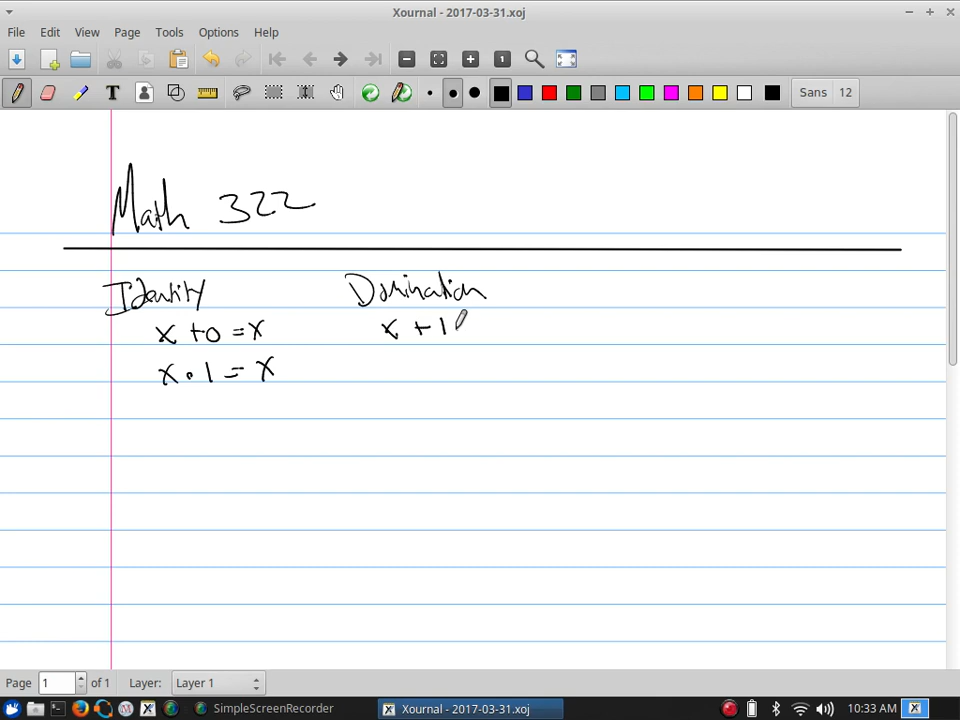 Xournal - 2017-03-31.xoj
File Edit View Page Tools Options Help
Sans 12
Math 322
Identity Domination
x + 0 = x x + 1
x • 1 = x
Page 1 of 1 Layer: Layer 1
SimpleScreenRecorder Xournal - 2017-03-31.xoj 10:33 AM